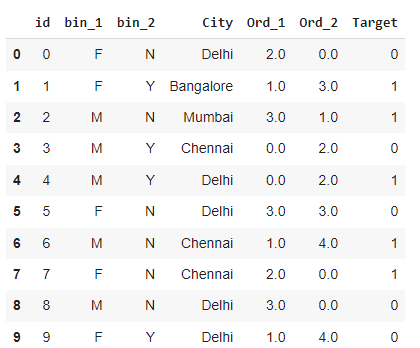 id bin_1 bin_2 City Ord_1 Ord_2 Target
0 0 F N Delhi 2.0 0.0 0
1 1 F Y Bangalore 1.0 3.0 1
2 2 M N Mumbai 3.0 1.0 1
3 3 M Y Chennai 0.0 2.0 0
4 4 M Y Delhi 0.0 2.0 1
5 5 F N Delhi 3.0 3.0 0
6 6 M N Chennai 1.0 4.0 1
7 7 F N Chennai 2.0 0.0 1
8 8 M N Delhi 3.0 0.0 0
9 9 F Y Delhi 1.0 4.0 0